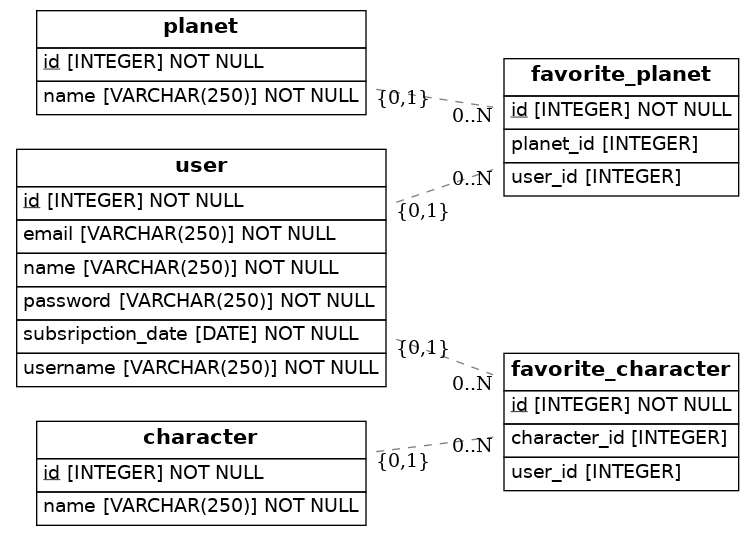 planet
id [INTEGER] NOT NULL
name [VARCHAR(250)] NOT NULL
{0,1}
0..N
favorite_planet
id [INTEGER] NOT NULL
planet_id [INTEGER]
user_id [INTEGER]
user
id [INTEGER] NOT NULL
email [VARCHAR(250)] NOT NULL
name [VARCHAR(250)] NOT NULL
password [VARCHAR(250)] NOT NULL
subsripction_date [DATE] NOT NULL
username [VARCHAR(250)] NOT NULL
0..N
{0,1}
{0,1}
0..N
favorite_character
id [INTEGER] NOT NULL
character_id [INTEGER]
user_id [INTEGER]
character
id [INTEGER] NOT NULL
name [VARCHAR(250)] NOT NULL
0..N
{0,1}